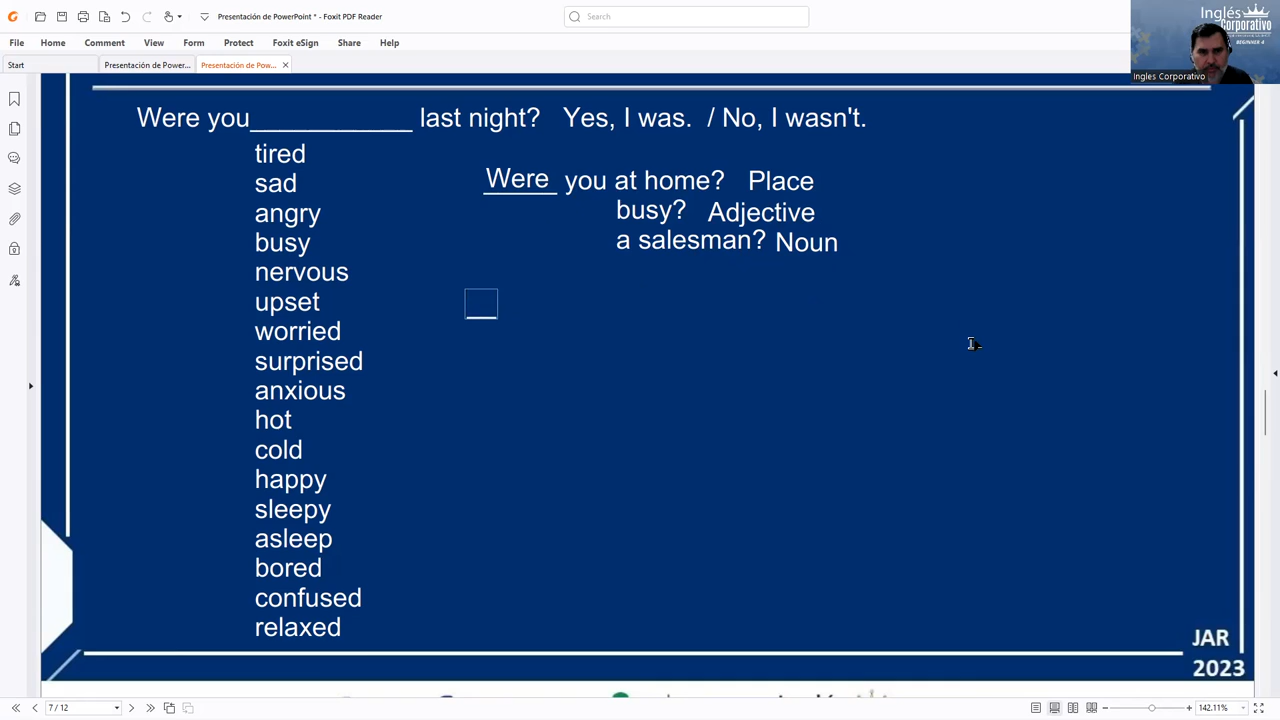 Presentación de PowerPoint * - Foxit PDF Reader
Search
File Home Comment View Form Protect Foxit eSign Share Help
Start
Presentación de Power...
Presentación de Pow...
Inglés
Corporativo
BEGINNER 4
Ingles Corporativo
Were you___________ last night? Yes, I was. / No, I wasn't.
tired
sad
angry
busy
nervous
upset
worried
surprised
anxious
hot
cold
happy
sleepy
asleep
bored
confused
relaxed
Were you at home? Place
busy? Adjective
a salesman? Noun
JAR
2023
7 / 12
142.11%